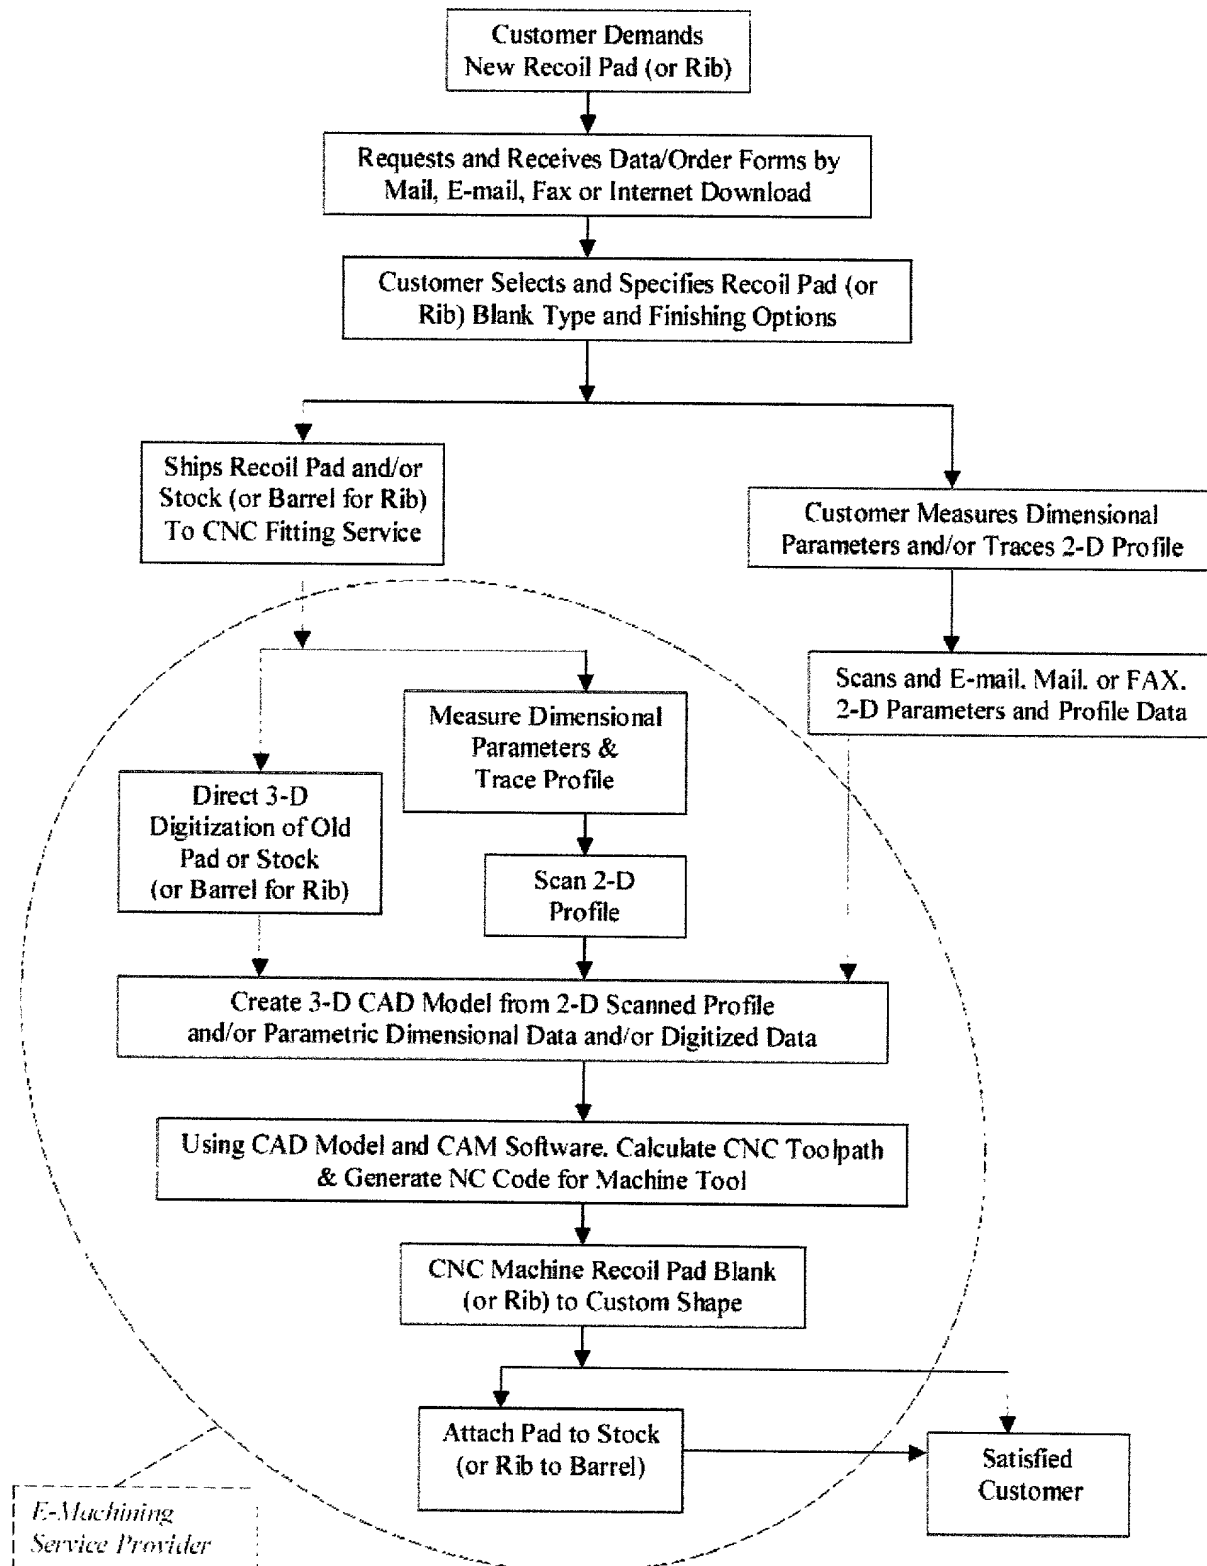 Customer Demands
New Recoil Pad (or Rib)
Requests and Receives Data/Order Forms by
Mail, E-mail, Fax or Internet Download
Customer Selects and Specifies Recoil Pad (or
Rib) Blank Type and Finishing Options
Ships Recoil Pad and/or
Stock (or Barrel for Rib)
To CNC Fitting Service
Customer Measures Dimensional
Parameters and/or Traces 2-D Profile
Scans and E-mail. Mail. or FAX.
2-D Parameters and Profile Data
Measure Dimensional
Parameters &
Trace Profile
Direct 3-D
Digitization of Old
Pad or Stock
(or Barrel for Rib)
Scan 2-D
Profile
Create 3-D CAD Model from 2-D Scanned Profile
and/or Parametric Dimensional Data and/or Digitized Data
Using CAD Model and CAM Software. Calculate CNC Toolpath
& Generate NC Code for Machine Tool
CNC Machine Recoil Pad Blank
(or Rib) to Custom Shape
Attach Pad to Stock
(or Rib to Barrel)
Satisfied
Customer
E-Machining
Service Provider